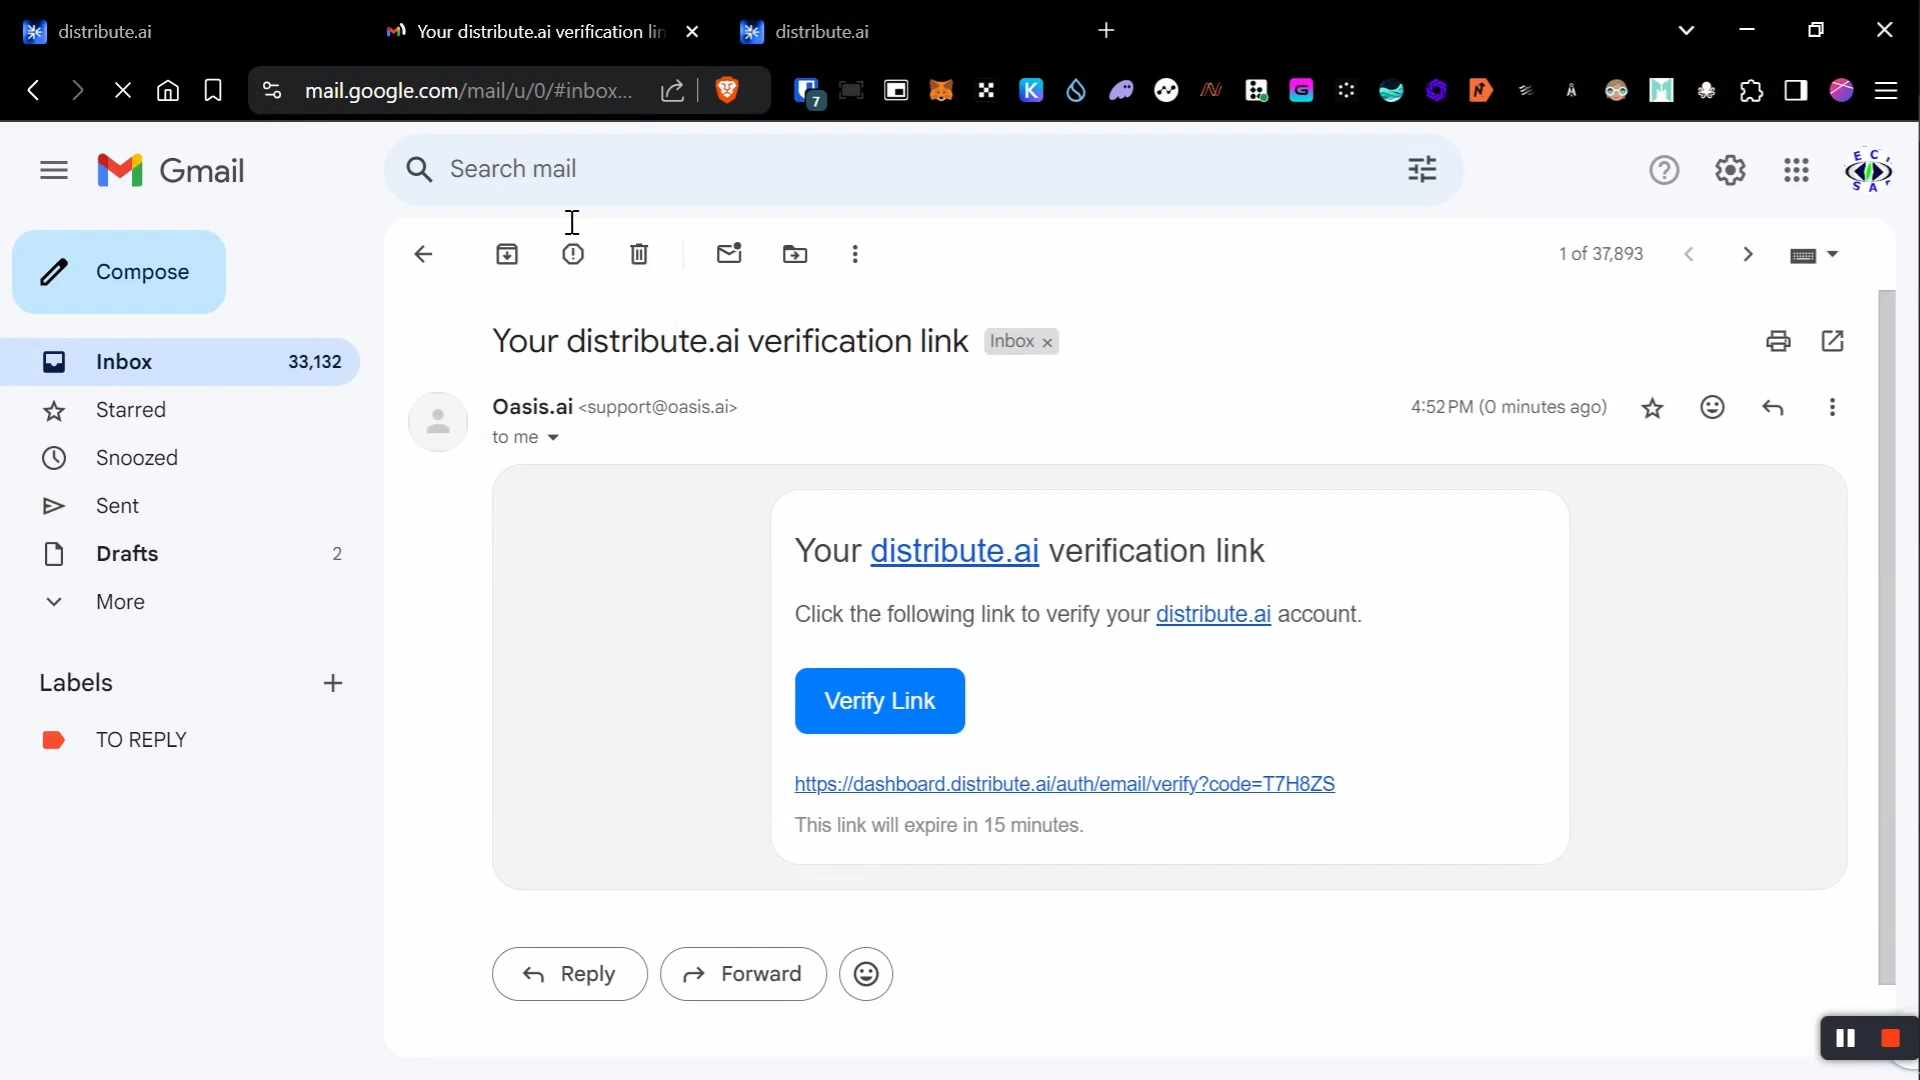 distribute.ai
Your distribute.ai verification lin
distribute.ai
mail.google.com/mail/u/0/#inbox...
7
Gmail
Search mail
Compose
1 of 37,893
Inbox 33,132
Starred
Snoozed
Sent
Drafts 2
More
Labels
TO REPLY
Your distribute.ai verification link
Inbox ×
Oasis.ai <support@oasis.ai>
4:52 PM (0 minutes ago)
to me
Your distribute.ai verification link
Click the following link to verify your distribute.ai account.
Verify Link
https://dashboard.distribute.ai/auth/email/verify?code=T7H8ZS
This link will expire in 15 minutes.
Reply
Forward